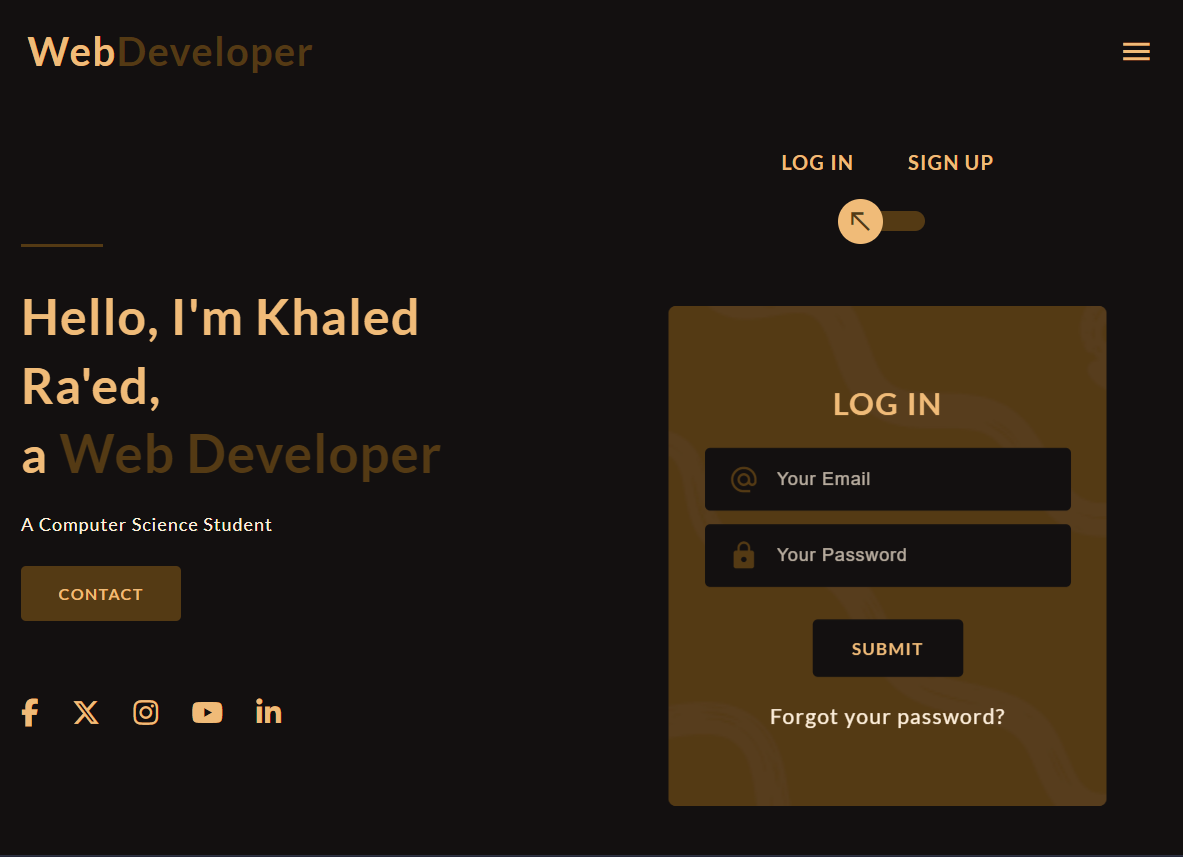 WebDeveloper
LOG IN SIGN UP
Hello, I'm Khaled
Ra'ed,
a Web Developer
A Computer Science Student
CONTACT
LOG IN
Your Email
Your Password
SUBMIT
Forgot your password?